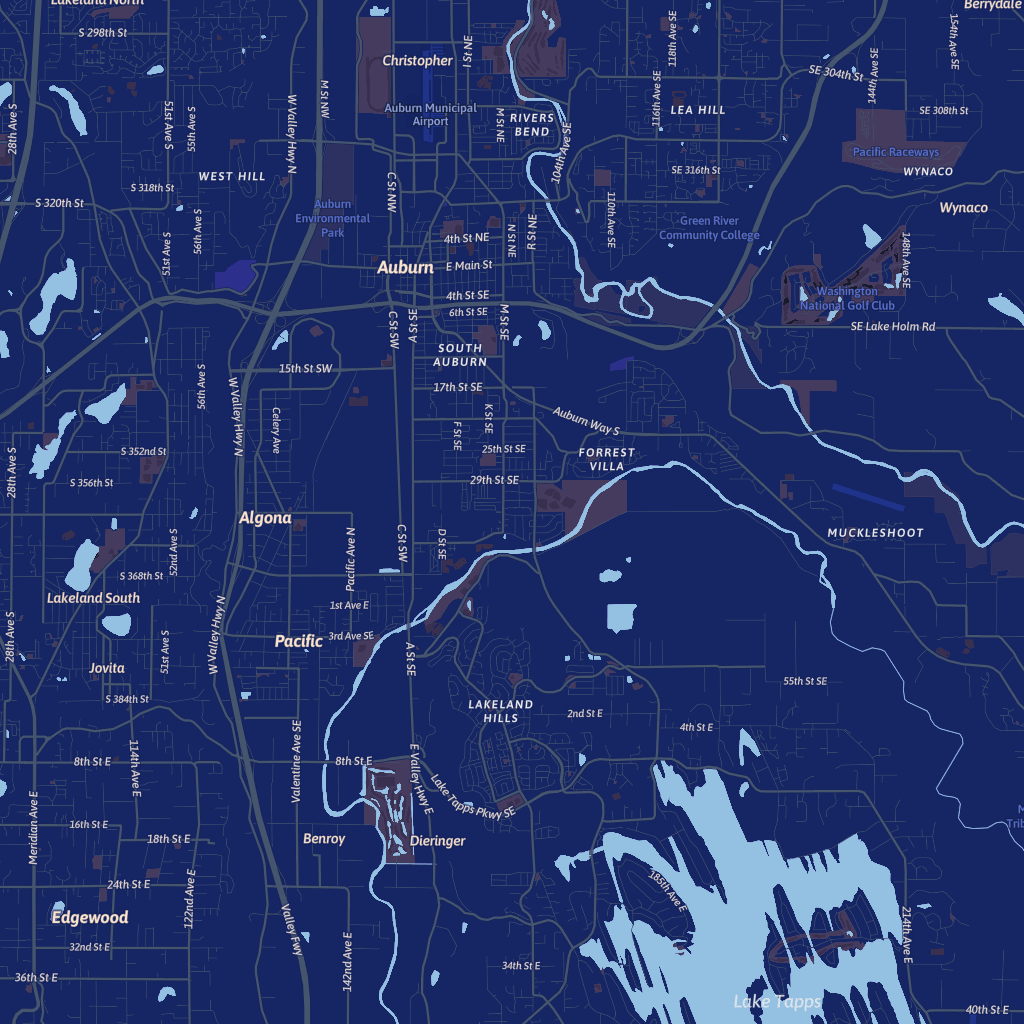 Lakeland North
Berrydale
S 298th St
I St NE
118th Ave SE
154th Ave SE
Christopher
SE 304th St
144th Ave SE
28th Ave S
51st Ave S
55th Ave S
W Valley Hwy N
M St NW
Auburn Municipal
Airport
M St NE
RIVERS
BEND
116th Ave SE
LEA HILL
SE 308th St
104th Ave SE
Pacific Raceways
WYNACO
WEST HILL
S 318th St
C St NW
SE 316th St
S 320th St
Auburn
Environmental
Park
56th Ave S
51st Ave S
4th St NE
N St NE
R St NE
110th Ave SE
Green River
Community College
Wynaco
148th Ave SE
Auburn
E Main St
4th St SE
6th St SE
Washington
National Golf Club
C St SW
A St SE
M St SE
SE Lake Holm Rd
SOUTH
AUBURN
15th St SW
17th St SE
56th Ave S
W Valley Hwy N
Celery Ave
K St SE
F St SE
Auburn Way S
S 352nd St
25th St SE
FORREST
VILLA
28th Ave S
S 356th St
29th St SE
Algona
MUCKLESHOOT
52nd Ave S
Pacific Ave N
C St SW
D St SE
S 368th St
Lakeland South
1st Ave E
28th Ave S
W Valley Hwy N
Pacific
3rd Ave SE
51st Ave S
A St SE
Jovita
55th St SE
S 384th St
LAKELAND
HILLS
2nd St E
4th St E
8th St E
114th Ave E
Valentine Ave SE
8th St E
E Valley Hwy E
Lake Tapps Pkwy SE
Meridian Ave E
16th St E
18th St E
Benroy
Dieringer
24th St E
122nd Ave E
185th Ave E
Edgewood
Valley Fwy
214th Ave E
32nd St E
142nd Ave E
34th St E
36th St E
Lake Tapps
40th St E